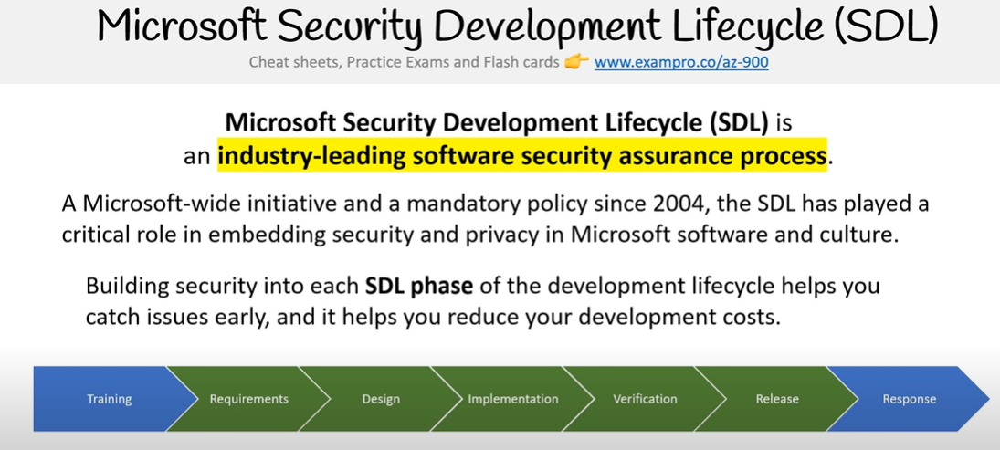 Microsoft Security Development Lifecycle (SDL)
Cheat sheets, Practice Exams and Flash cards 👉 www.exampro.co/az-900
Microsoft Security Development Lifecycle (SDL) is
an industry-leading software security assurance process.
A Microsoft-wide initiative and a mandatory policy since 2004, the SDL has played a
critical role in embedding security and privacy in Microsoft software and culture.
Building security into each SDL phase of the development lifecycle helps you
catch issues early, and it helps you reduce your development costs.
Training Requirements Design Implementation Verification Release Response